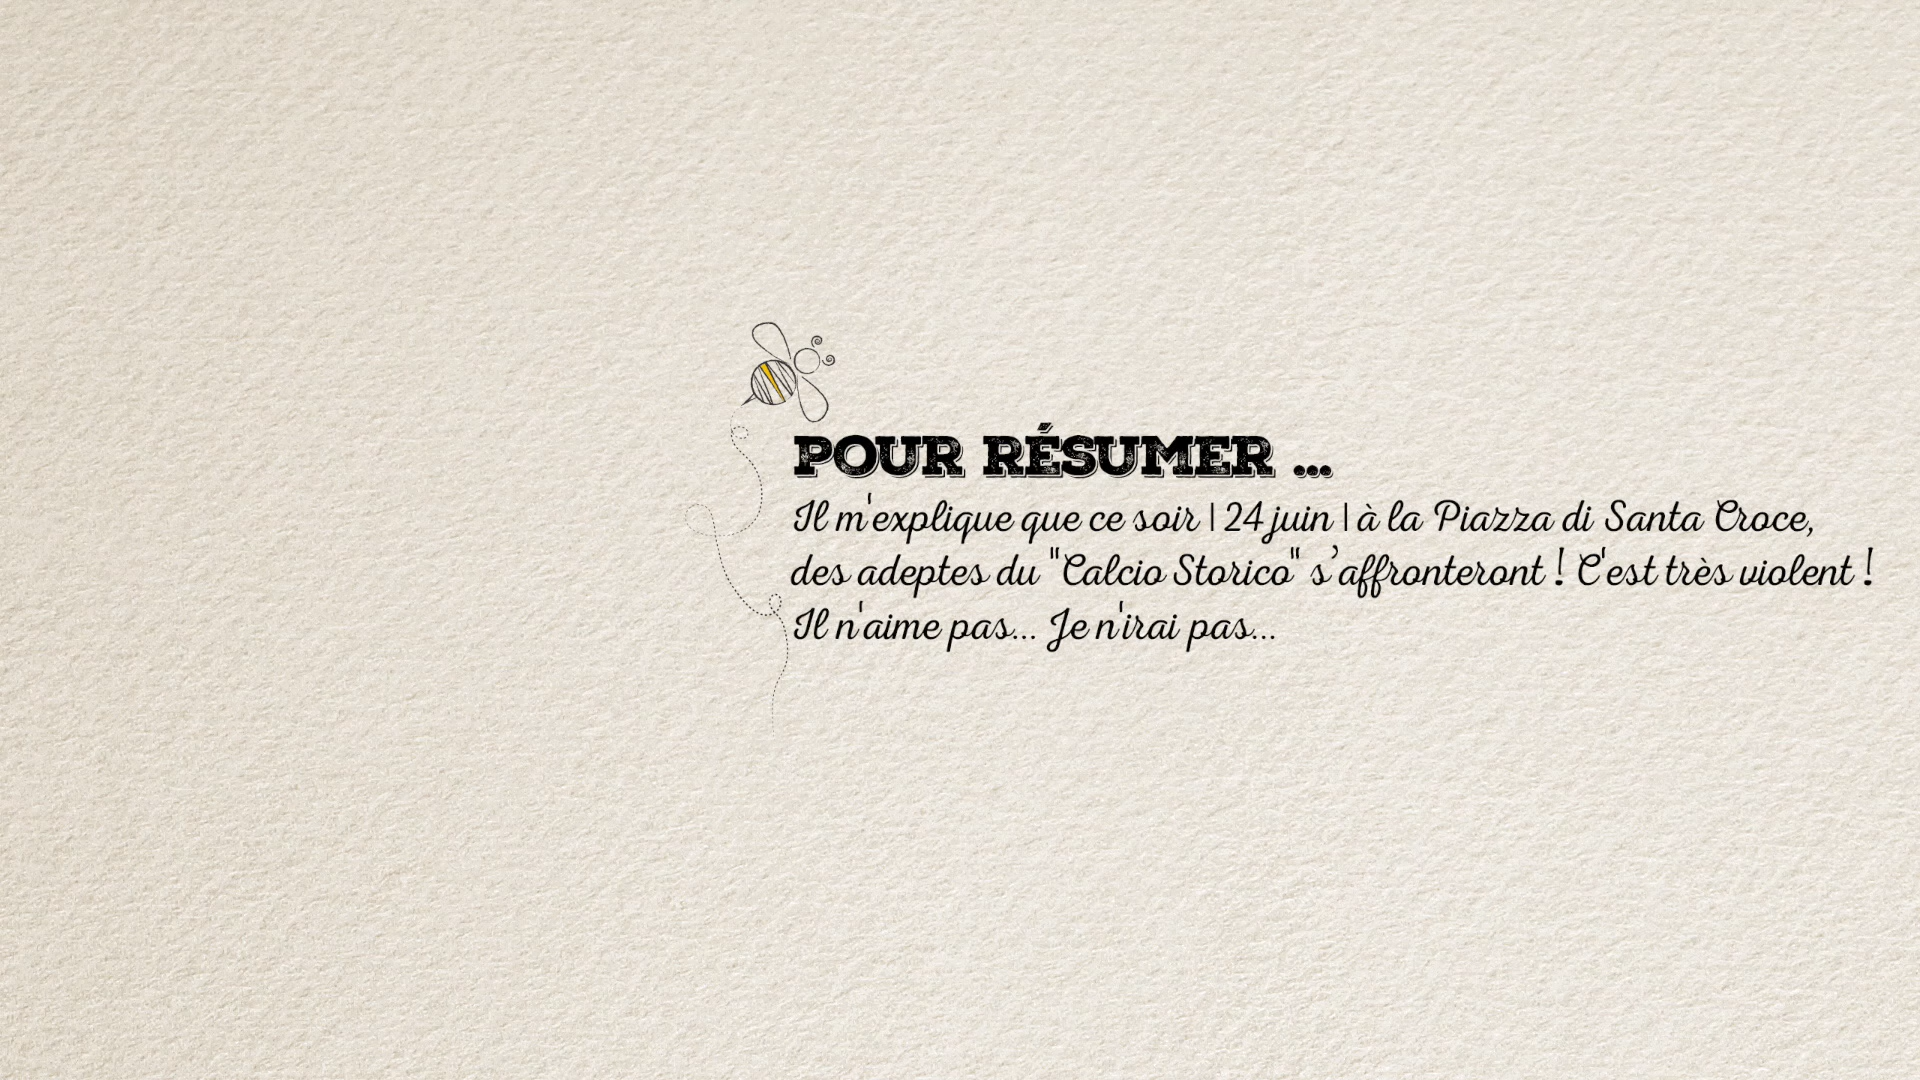 POUR RÉSUMER ...
Il m'explique que ce soir | 24 juin | à la Piazza di Santa Croce,
des adeptes du "Calcio Storico" s’affronteront ! C'est très violent !
Il n'aime pas... Je n'irai pas...